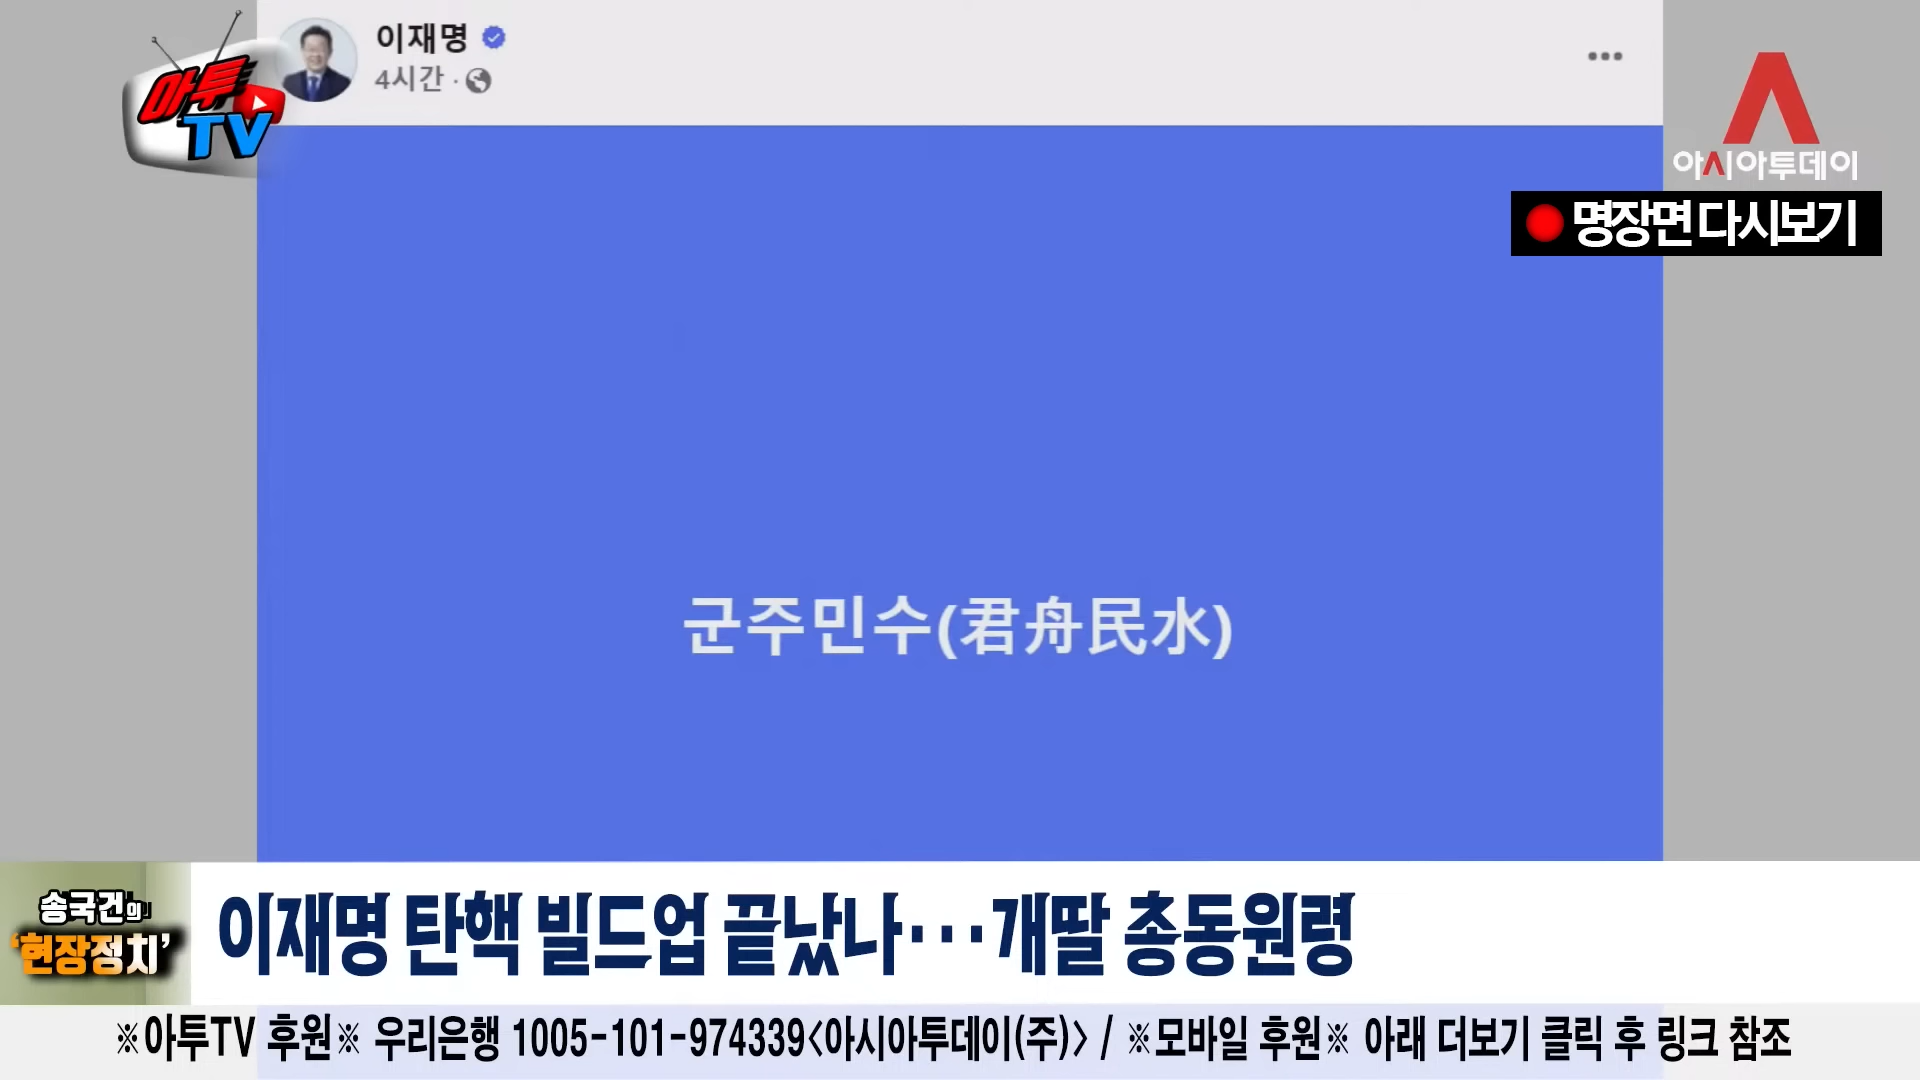 이재명
4시간 ·
아투
TV
아시아투데이
명장면 다시보기
군주민수(君舟民水)
송국건의
‘현장정치’
이재명 탄핵 빌드업 끝났나···개딸 총동원령
※아투TV 후원※ 우리은행 1005-101-974339<아시아투데이(주)> / ※모바일 후원※ 아래 더보기 클릭 후 링크 참조